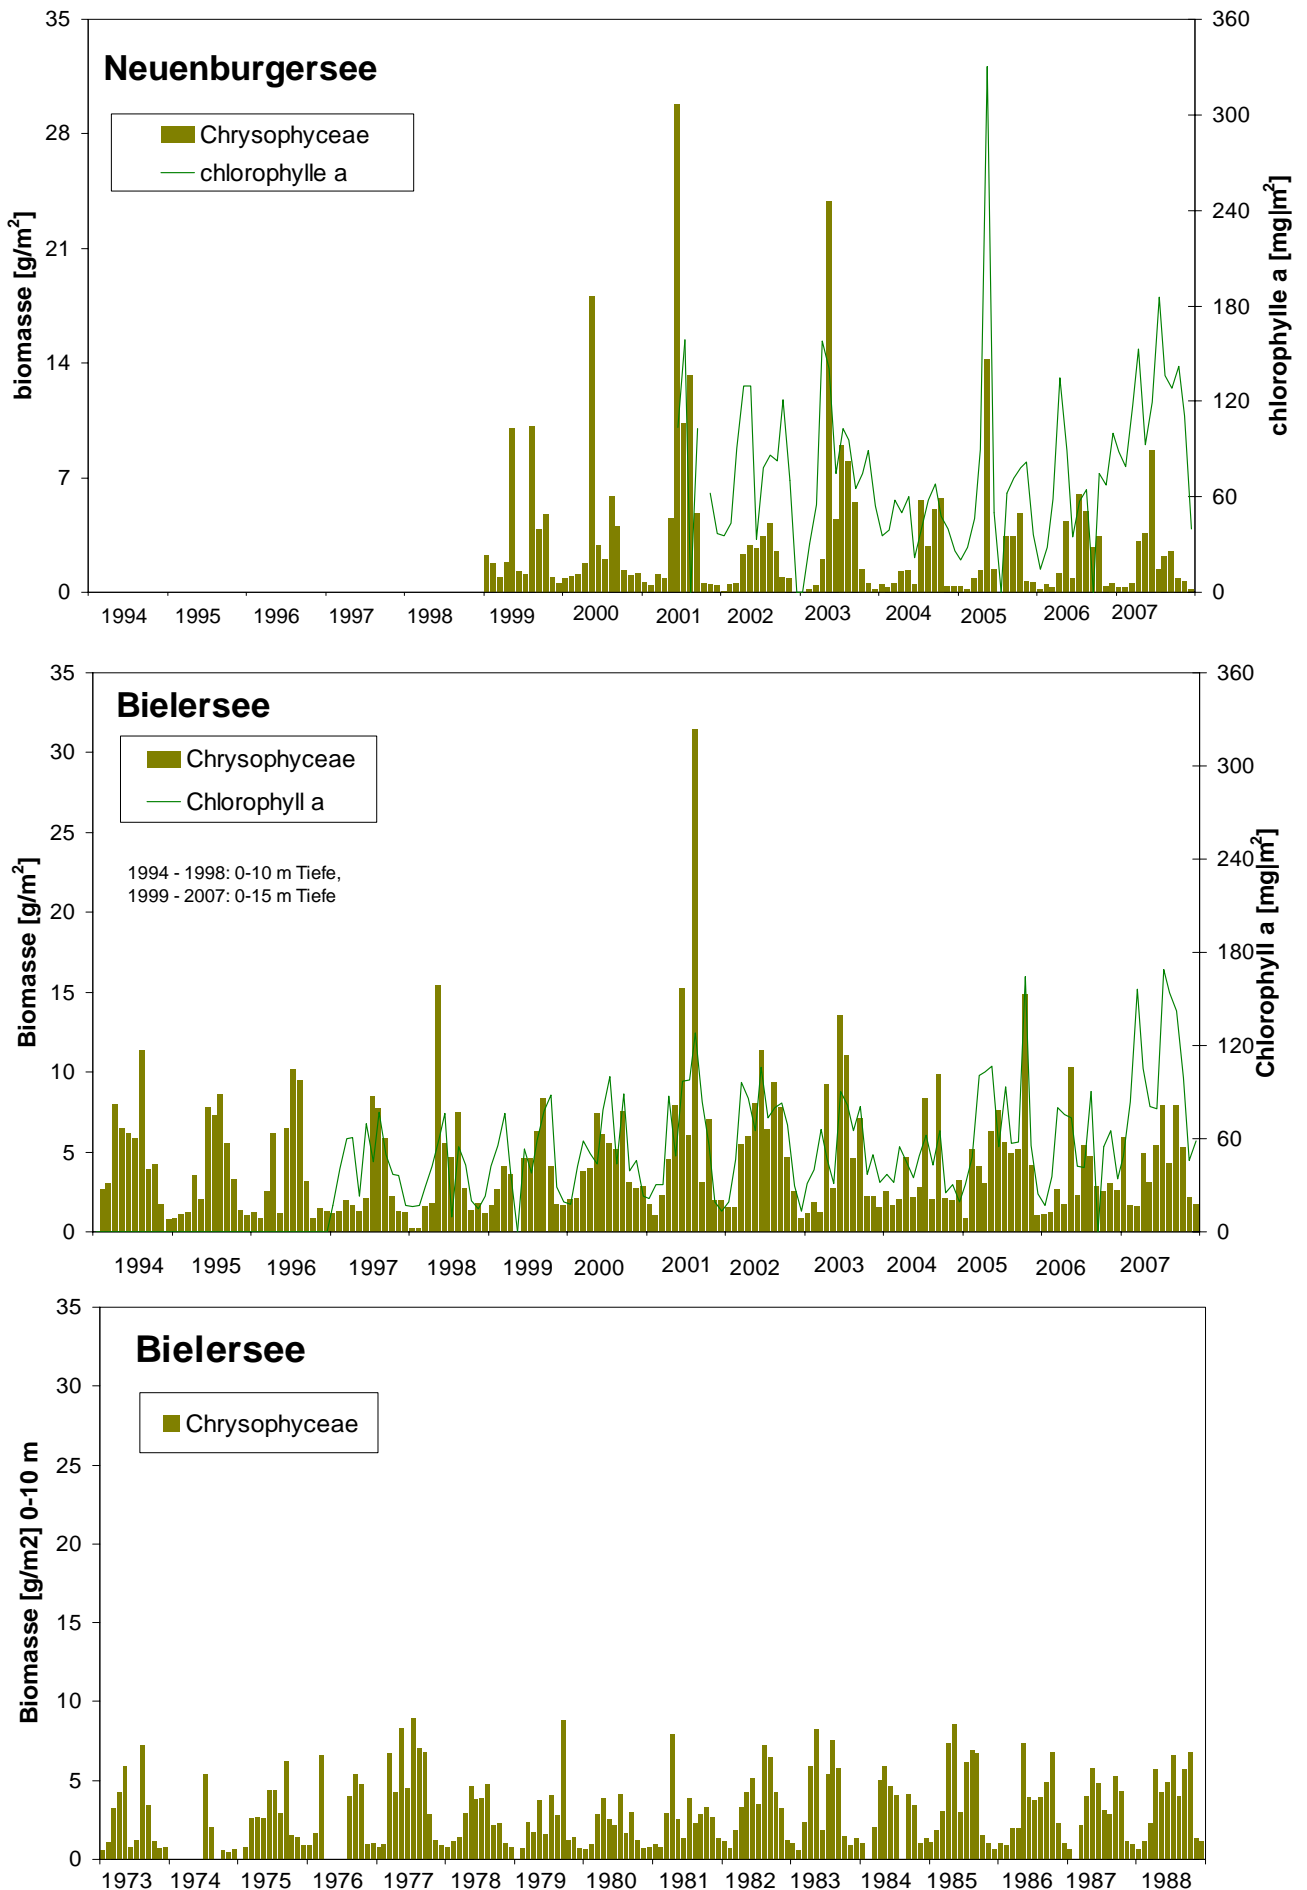 Neuenburgersee
Chrysophyceae
chlorophylle a
biomasse [g/m²]
chlorophylle a [mg|m²]
35
28
21
14
7
0
360
300
240
180
120
60
0
1994 1995 1996 1997 1998 1999 2000 2001 2002 2003 2004 2005 2006 2007
Bielersee
Chrysophyceae
Chlorophyll a
1994 - 1998: 0-10 m Tiefe,
1999 - 2007: 0-15 m Tiefe
Biomasse [g/m²]
Chlorophyll a [mg|m²]
35
30
25
20
15
10
5
0
360
300
240
180
120
60
0
1994 1995 1996 1997 1998 1999 2000 2001 2002 2003 2004 2005 2006 2007
Bielersee
Chrysophyceae
Biomasse [g/m2] 0-10 m
35
30
25
20
15
10
5
0
1973 1974 1975 1976 1977 1978 1979 1980 1981 1982 1983 1984 1985 1986 1987 1988